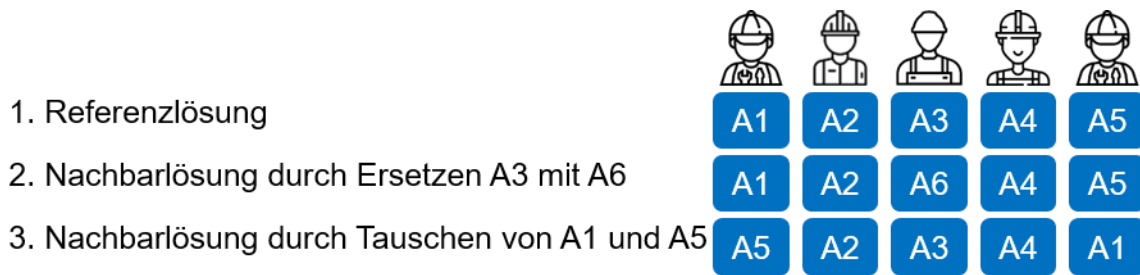 1. Referenzlösung A1 A2 A3 A4 A5
2. Nachbarlösung durch Ersetzen A3 mit A6 A1 A2 A6 A4 A5
3. Nachbarlösung durch Tauschen von A1 und A5 A5 A2 A3 A4 A1